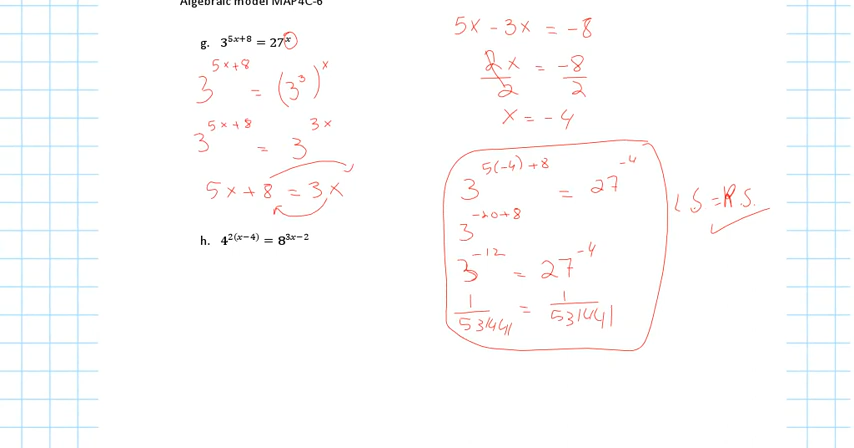 Algebraic model MAP4C-6
g. 3^{5x+8} = 27^x
3^{5x+8} = (3^3)^x
3^{5x+8} = 3^{3x}
5x + 8 = 3x
h. 4^{2(x−4)} = 8^{3x−2}
5x - 3x = -8
2x/2 = -8/2
x = -4
3^{5(-4)+8} = 27^{-4}
3^{-20+8}
3^{-12} = 27^{-4}
1/531441 = 1/531441
LS = R.S.